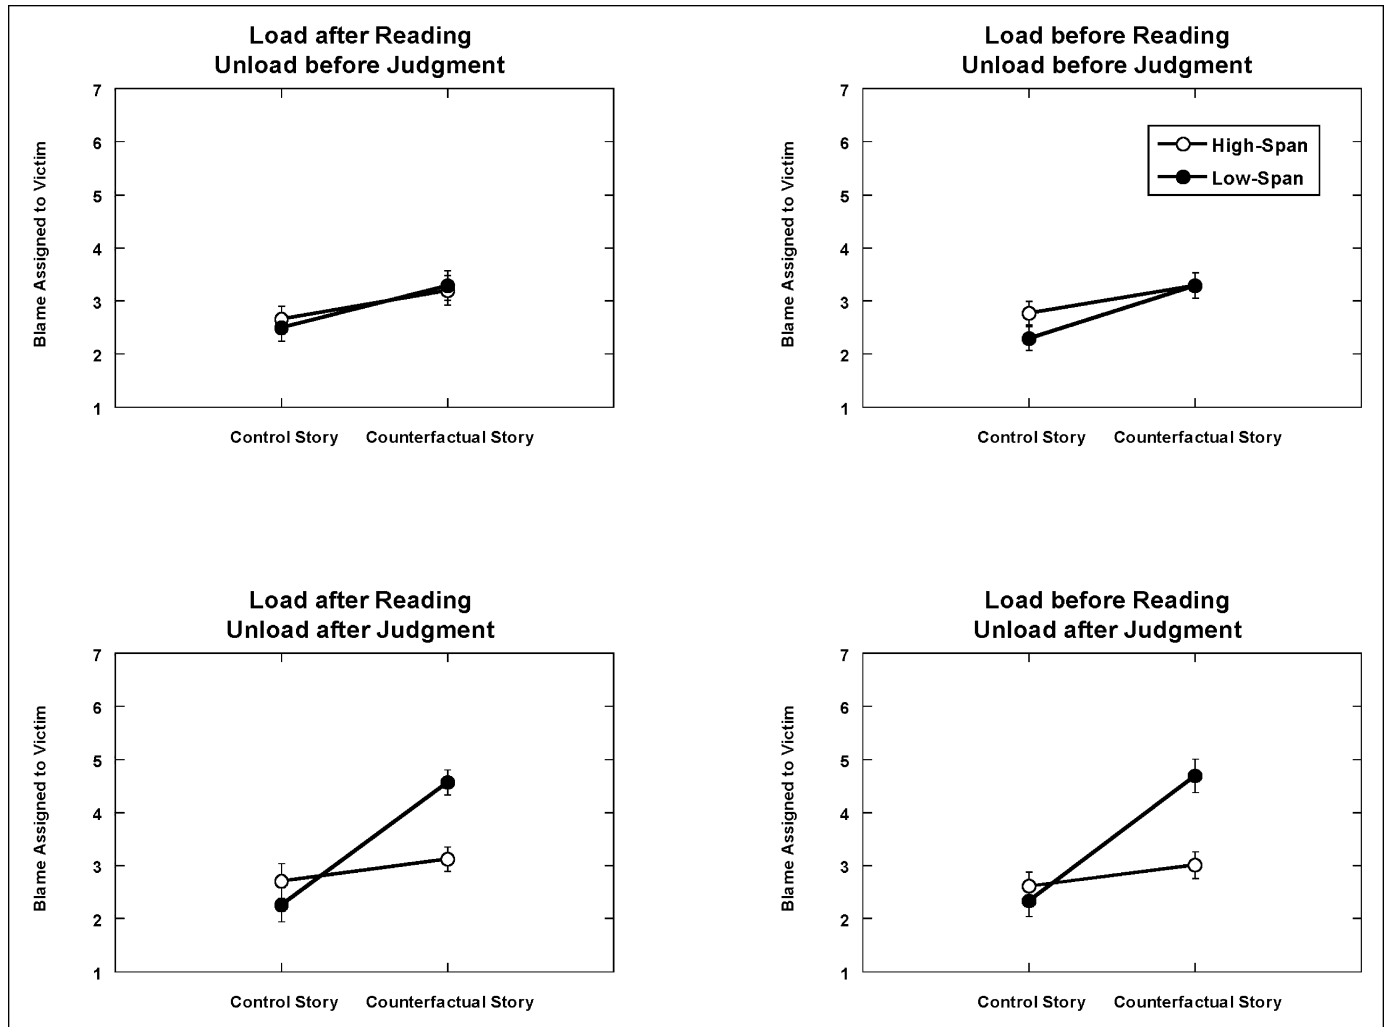 Load after Reading
Unload before Judgment
7
6
5
4
3
2
1
Blame Assigned to Victim
Control Story
Counterfactual Story
Load before Reading
Unload before Judgment
7
6
5
4
3
2
1
Blame Assigned to Victim
High-Span
Low-Span
Control Story
Counterfactual Story
Load after Reading
Unload after Judgment
7
6
5
4
3
2
1
Blame Assigned to Victim
Control Story
Counterfactual Story
Load before Reading
Unload after Judgment
7
6
5
4
3
2
1
Blame Assigned to Victim
Control Story
Counterfactual Story